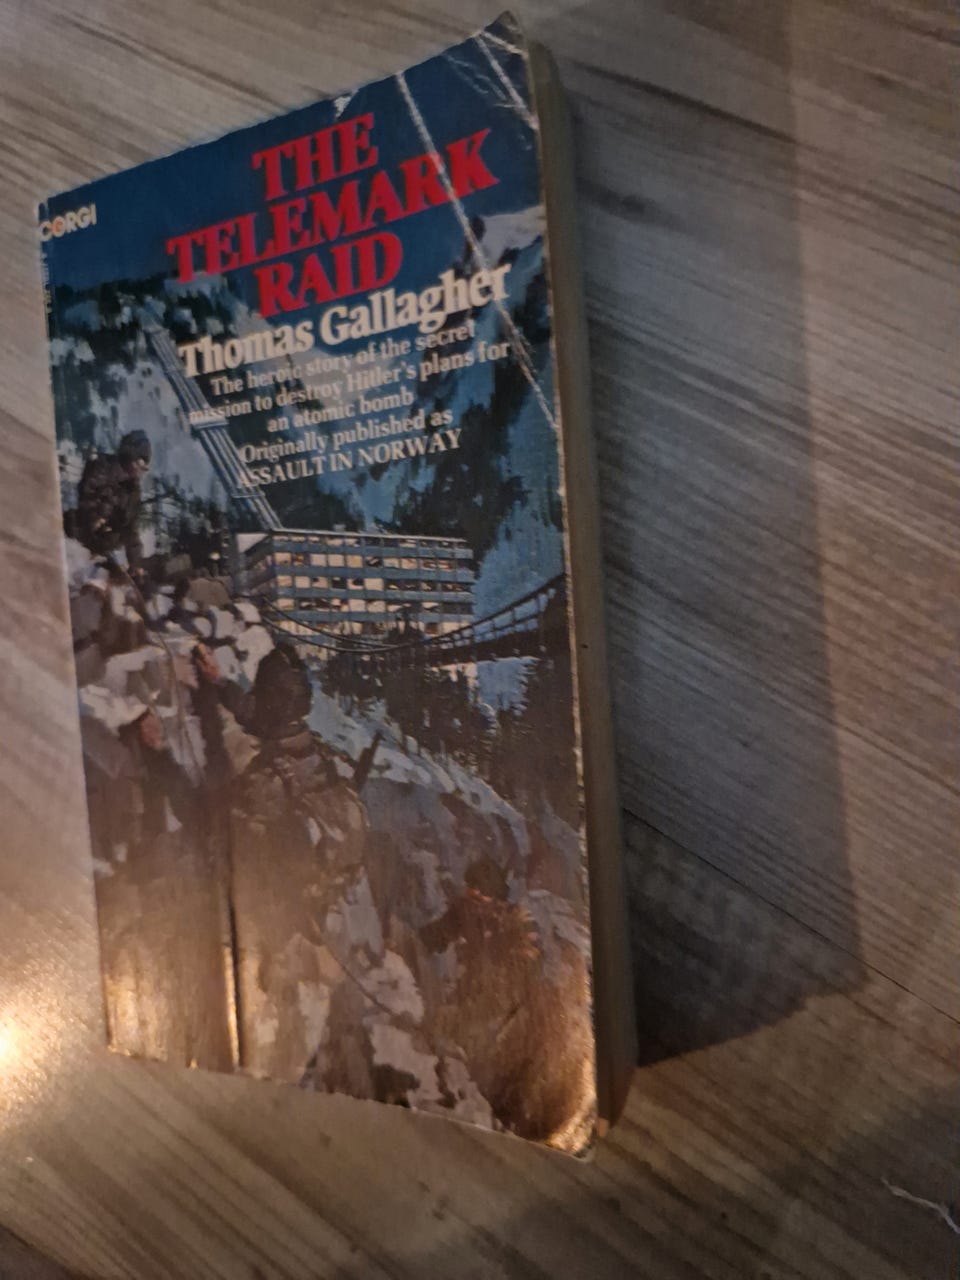 CORGI
THE
TELEMARK
RAID
Thomas Gallagher
The heroic story of the secret
mission to destroy Hitler's plans for
an atomic bomb
Originally published as
ASSAULT IN NORWAY